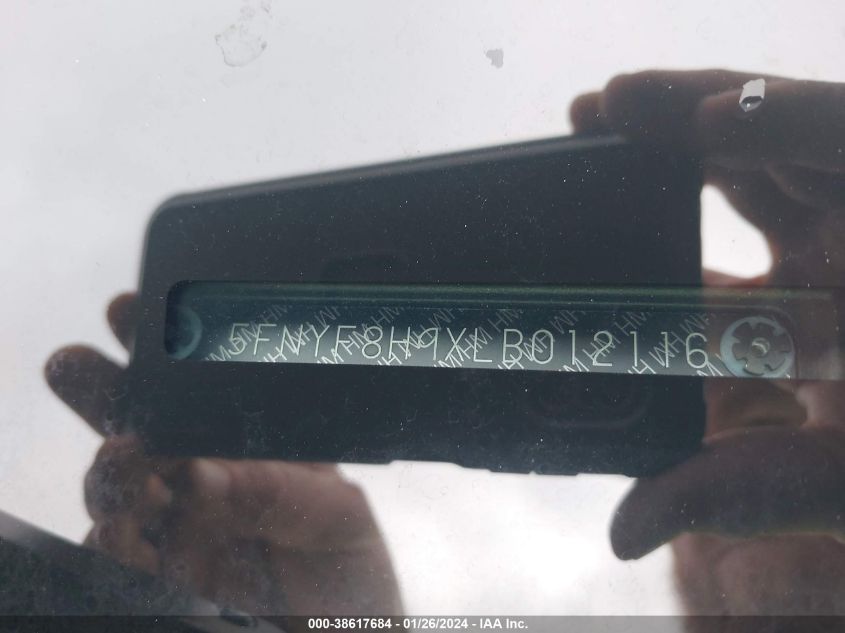 5FNYF8H9XLB012116
000-38617684 - 01/26/2024 - IAA Inc.